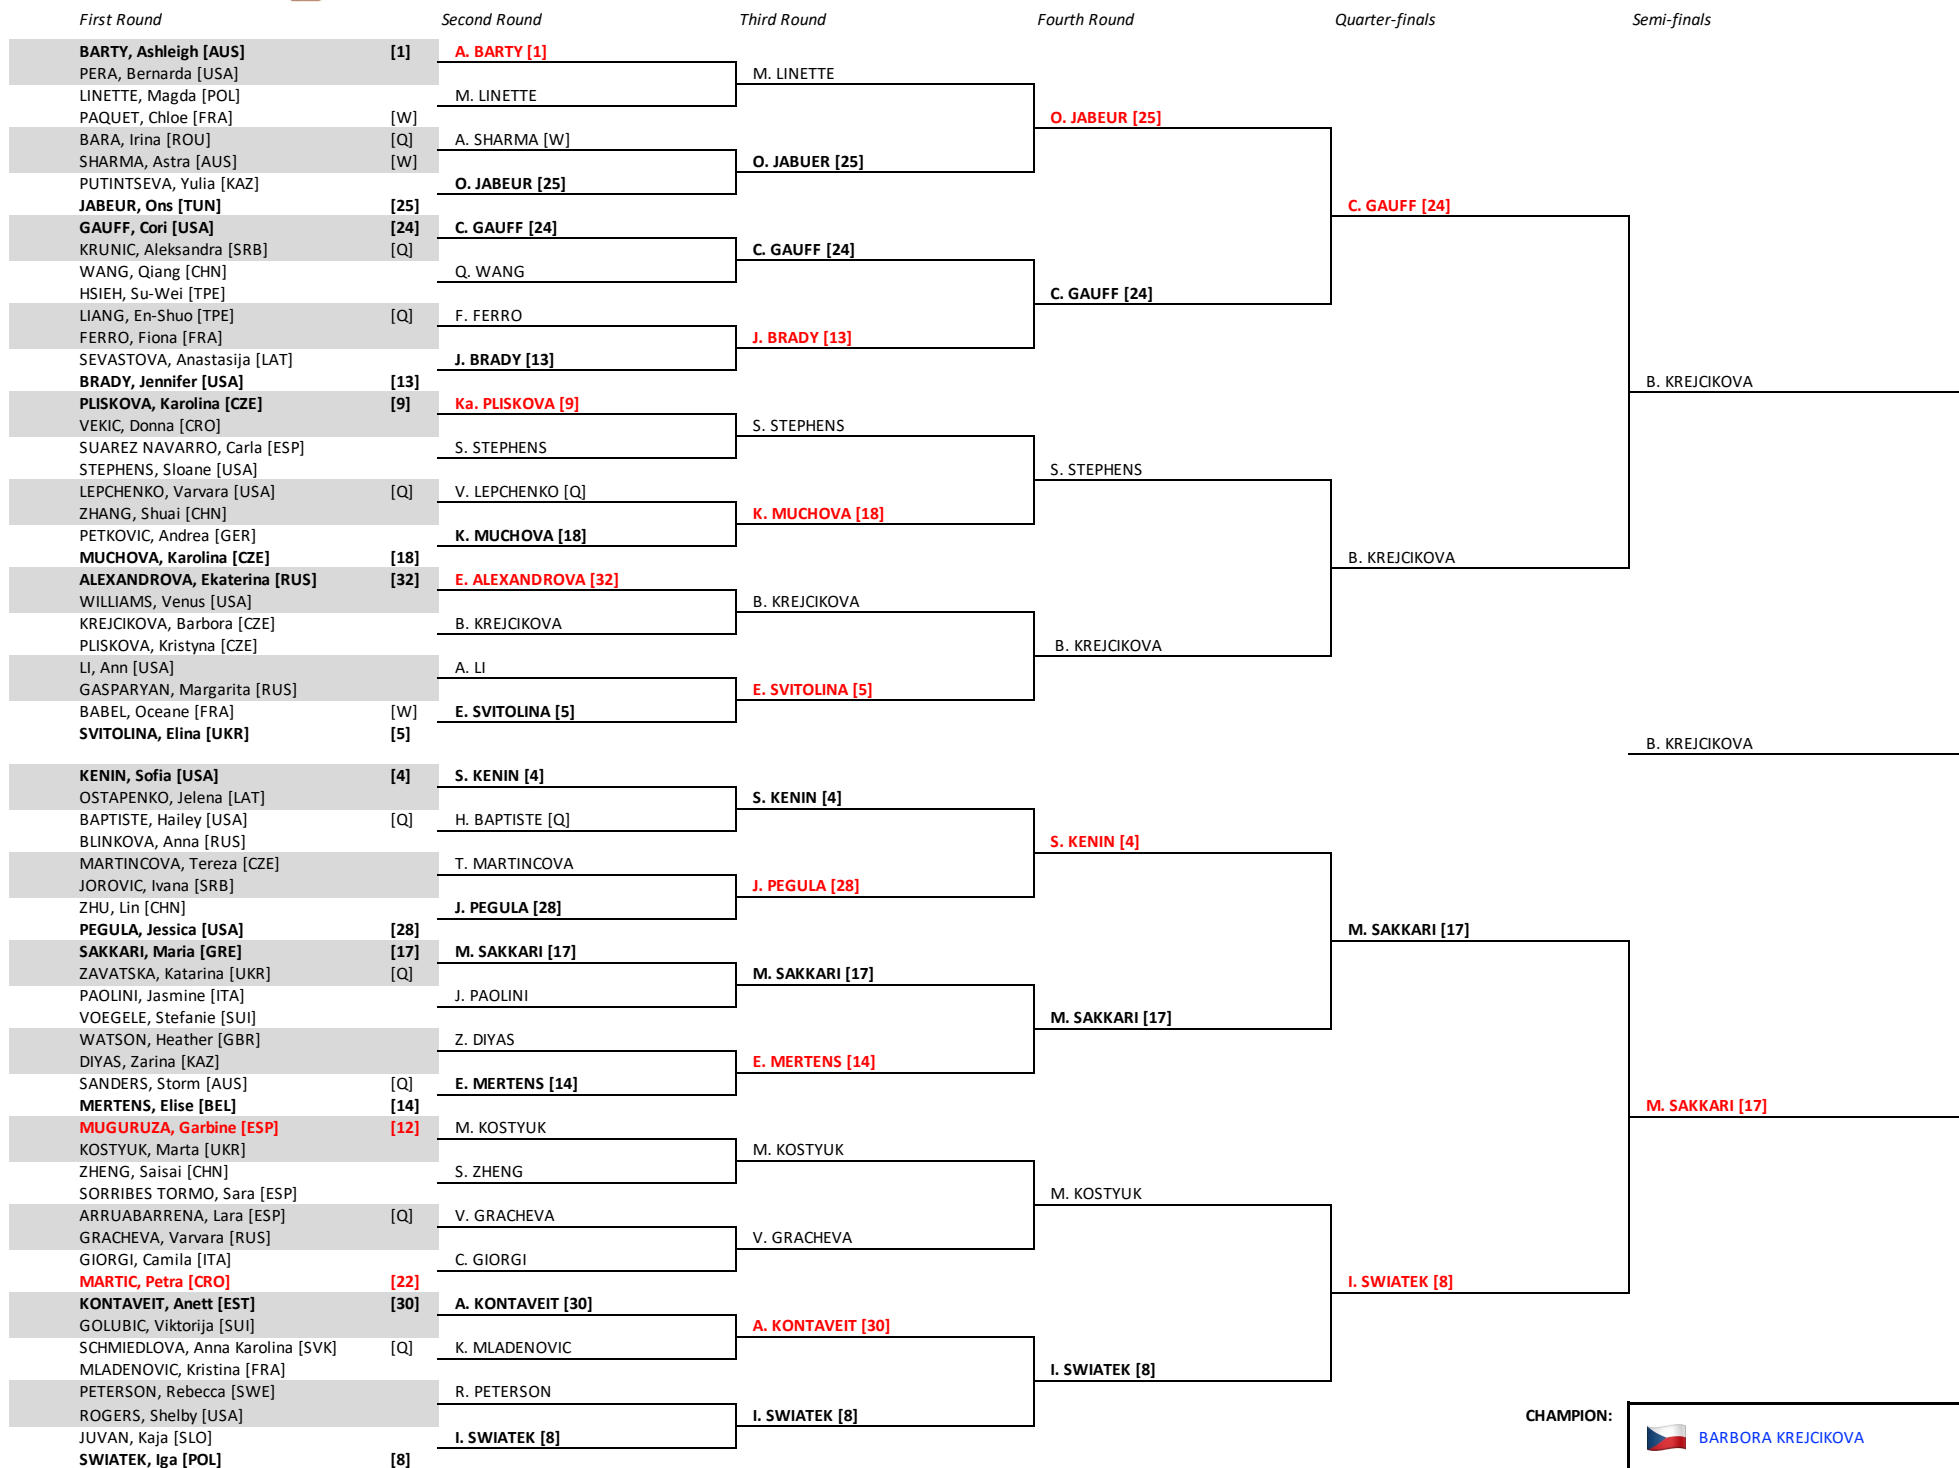 First Round Second Round Third Round Fourth Round Quarter-finals Semi-finals
BARTY, Ashleigh [AUS] [1] A. BARTY [1]
PERA, Bernarda [USA] M. LINETTE
LINETTE, Magda [POL] M. LINETTE
PAQUET, Chloe [FRA] [W] O. JABEUR [25]
BARA, Irina [ROU] [Q] A. SHARMA [W]
SHARMA, Astra [AUS] [W] O. JABUER [25]
PUTINTSEVA, Yulia [KAZ] O. JABEUR [25]
JABEUR, Ons [TUN] [25] C. GAUFF [24]
GAUFF, Cori [USA] [24] C. GAUFF [24]
KRUNIC, Aleksandra [SRB] [Q] C. GAUFF [24]
WANG, Qiang [CHN] Q. WANG
HSIEH, Su-Wei [TPE] C. GAUFF [24]
LIANG, En-Shuo [TPE] [Q] F. FERRO
FERRO, Fiona [FRA] J. BRADY [13]
SEVASTOVA, Anastasija [LAT] J. BRADY [13]
BRADY, Jennifer [USA] [13] B. KREJCIKOVA
PLISKOVA, Karolina [CZE] [9] Ka. PLISKOVA [9]
VEKIC, Donna [CRO] S. STEPHENS
SUAREZ NAVARRO, Carla [ESP] S. STEPHENS
STEPHENS, Sloane [USA] S. STEPHENS
LEPCHENKO, Varvara [USA] [Q] V. LEPCHENKO [Q]
ZHANG, Shuai [CHN] K. MUCHOVA [18]
PETKOVIC, Andrea [GER] K. MUCHOVA [18]
MUCHOVA, Karolina [CZE] [18] B. KREJCIKOVA
ALEXANDROVA, Ekaterina [RUS] [32] E. ALEXANDROVA [32]
WILLIAMS, Venus [USA] B. KREJCIKOVA
KREJCIKOVA, Barbora [CZE] B. KREJCIKOVA
PLISKOVA, Kristyna [CZE] B. KREJCIKOVA
LI, Ann [USA] A. LI
GASPARYAN, Margarita [RUS] E. SVITOLINA [5]
BABEL, Oceane [FRA] [W] E. SVITOLINA [5]
SVITOLINA, Elina [UKR] [5]
B. KREJCIKOVA
KENIN, Sofia [USA] [4] S. KENIN [4]
OSTAPENKO, Jelena [LAT] S. KENIN [4]
BAPTISTE, Hailey [USA] [Q] H. BAPTISTE [Q]
BLINKOVA, Anna [RUS] S. KENIN [4]
MARTINCOVA, Tereza [CZE] T. MARTINCOVA
JOROVIC, Ivana [SRB] J. PEGULA [28]
ZHU, Lin [CHN] J. PEGULA [28]
PEGULA, Jessica [USA] [28] M. SAKKARI [17]
SAKKARI, Maria [GRE] [17] M. SAKKARI [17]
ZAVATSKA, Katarina [UKR] [Q] M. SAKKARI [17]
PAOLINI, Jasmine [ITA] J. PAOLINI
VOEGELE, Stefanie [SUI] M. SAKKARI [17]
WATSON, Heather [GBR] Z. DIYAS
DIYAS, Zarina [KAZ] E. MERTENS [14]
SANDERS, Storm [AUS] [Q] E. MERTENS [14]
MERTENS, Elise [BEL] [14] M. SAKKARI [17]
MUGURUZA, Garbine [ESP] [12] M. KOSTYUK
KOSTYUK, Marta [UKR] M. KOSTYUK
ZHENG, Saisai [CHN] S. ZHENG
SORRIBES TORMO, Sara [ESP] M. KOSTYUK
ARRUABARRENA, Lara [ESP] [Q] V. GRACHEVA
GRACHEVA, Varvara [RUS] V. GRACHEVA
GIORGI, Camila [ITA] C. GIORGI
MARTIC, Petra [CRO] [22] I. SWIATEK [8]
KONTAVEIT, Anett [EST] [30] A. KONTAVEIT [30]
GOLUBIC, Viktorija [SUI] A. KONTAVEIT [30]
SCHMIEDLOVA, Anna Karolina [SVK] [Q] K. MLADENOVIC
MLADENOVIC, Kristina [FRA] I. SWIATEK [8]
PETERSON, Rebecca [SWE] R. PETERSON
ROGERS, Shelby [USA] I. SWIATEK [8] CHAMPION:
JUVAN, Kaja [SLO] I. SWIATEK [8] BARBORA KREJCIKOVA
SWIATEK, Iga [POL] [8]